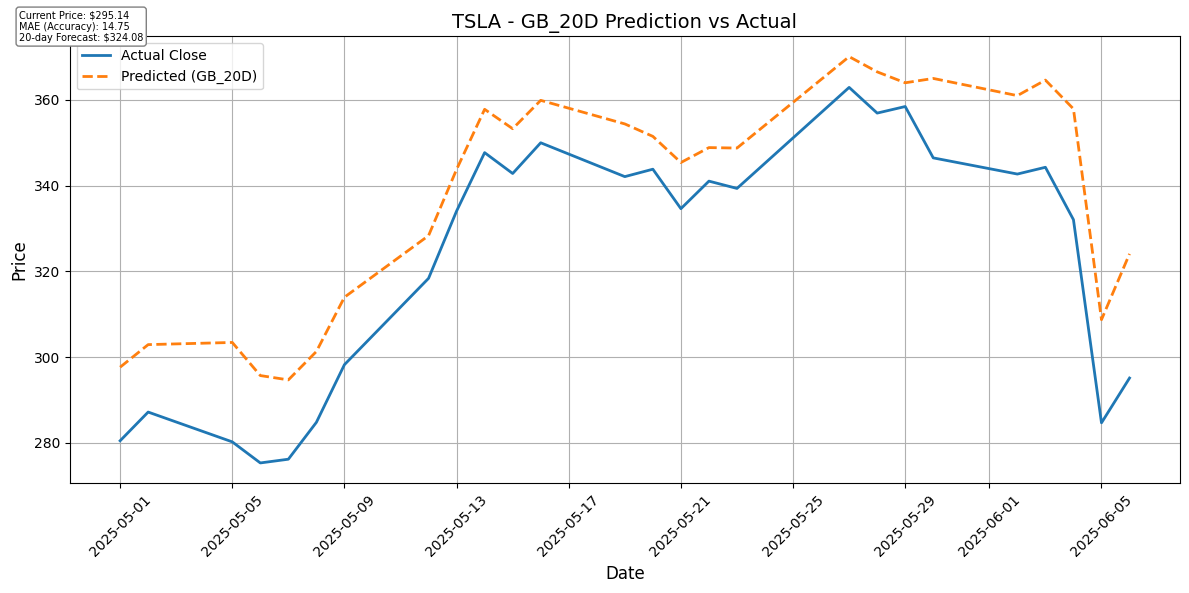 TSLA - GB_20D Prediction vs Actual
Current Price: $295.14
MAE (Accuracy): 14.75
20-day Forecast: $324.08
Actual Close
Predicted (GB_20D)
Price
360
340
320
300
280
2025-05-01
2025-05-05
2025-05-09
2025-05-13
2025-05-17
2025-05-21
2025-05-25
2025-05-29
2025-06-01
2025-06-05
Date